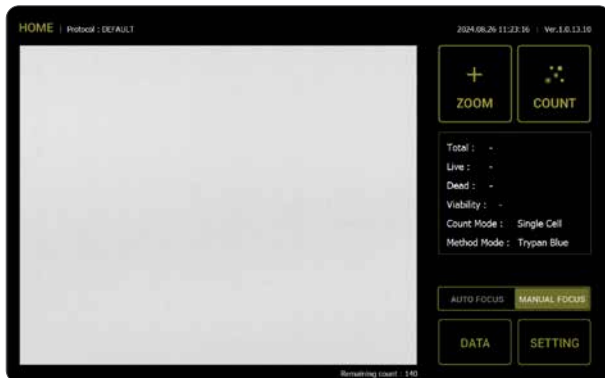 HOME | Protocol : DEFAULT
2024.08.26 11:23:16 | Ver.1.0.13.10
ZOOM
COUNT
Total : -
Live : -
Dead : -
Viability : -
Count Mode : Single Cell
Method Mode : Trypan Blue
AUTO FOCUS
MANUAL FOCUS
DATA
SETTING
Remaining count : 140